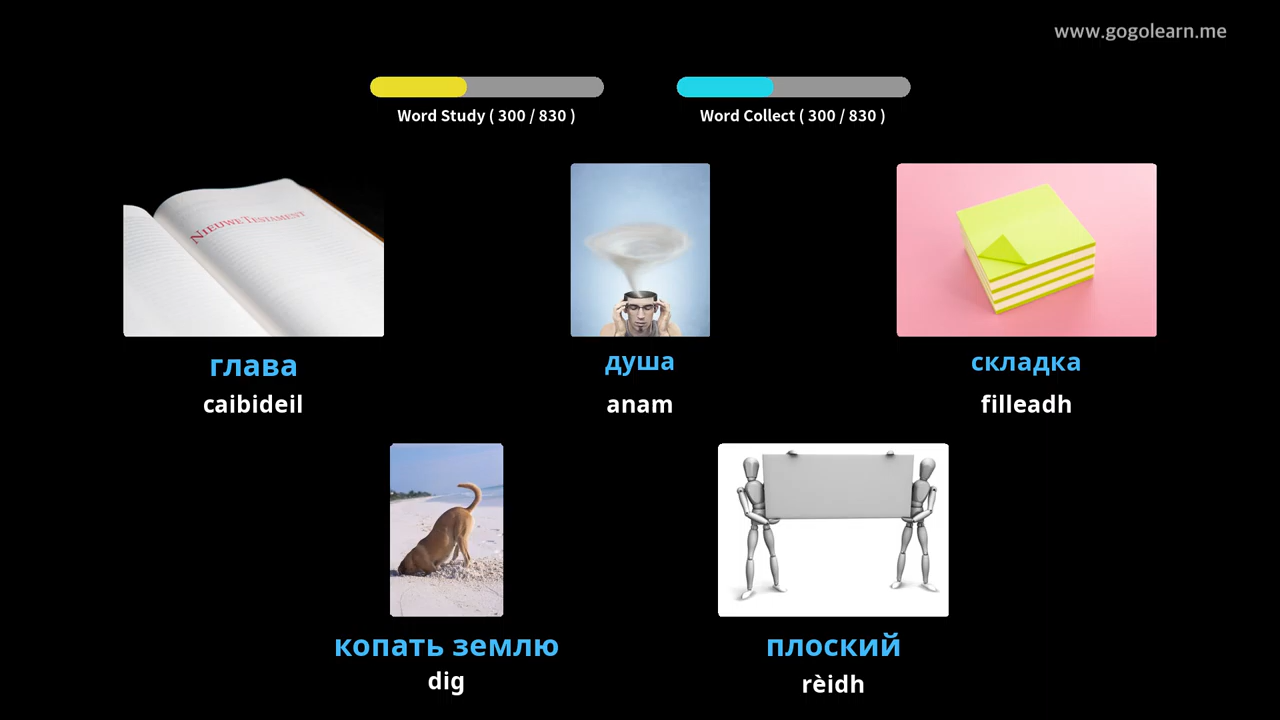 www.gogolearn.me
Word Study ( 300 / 830 )
Word Collect ( 300 / 830 )
NIEUWE TESTAMENT
глава
caibideil
душа
anam
складка
filleadh
копать землю
dig
плоский
rèidh